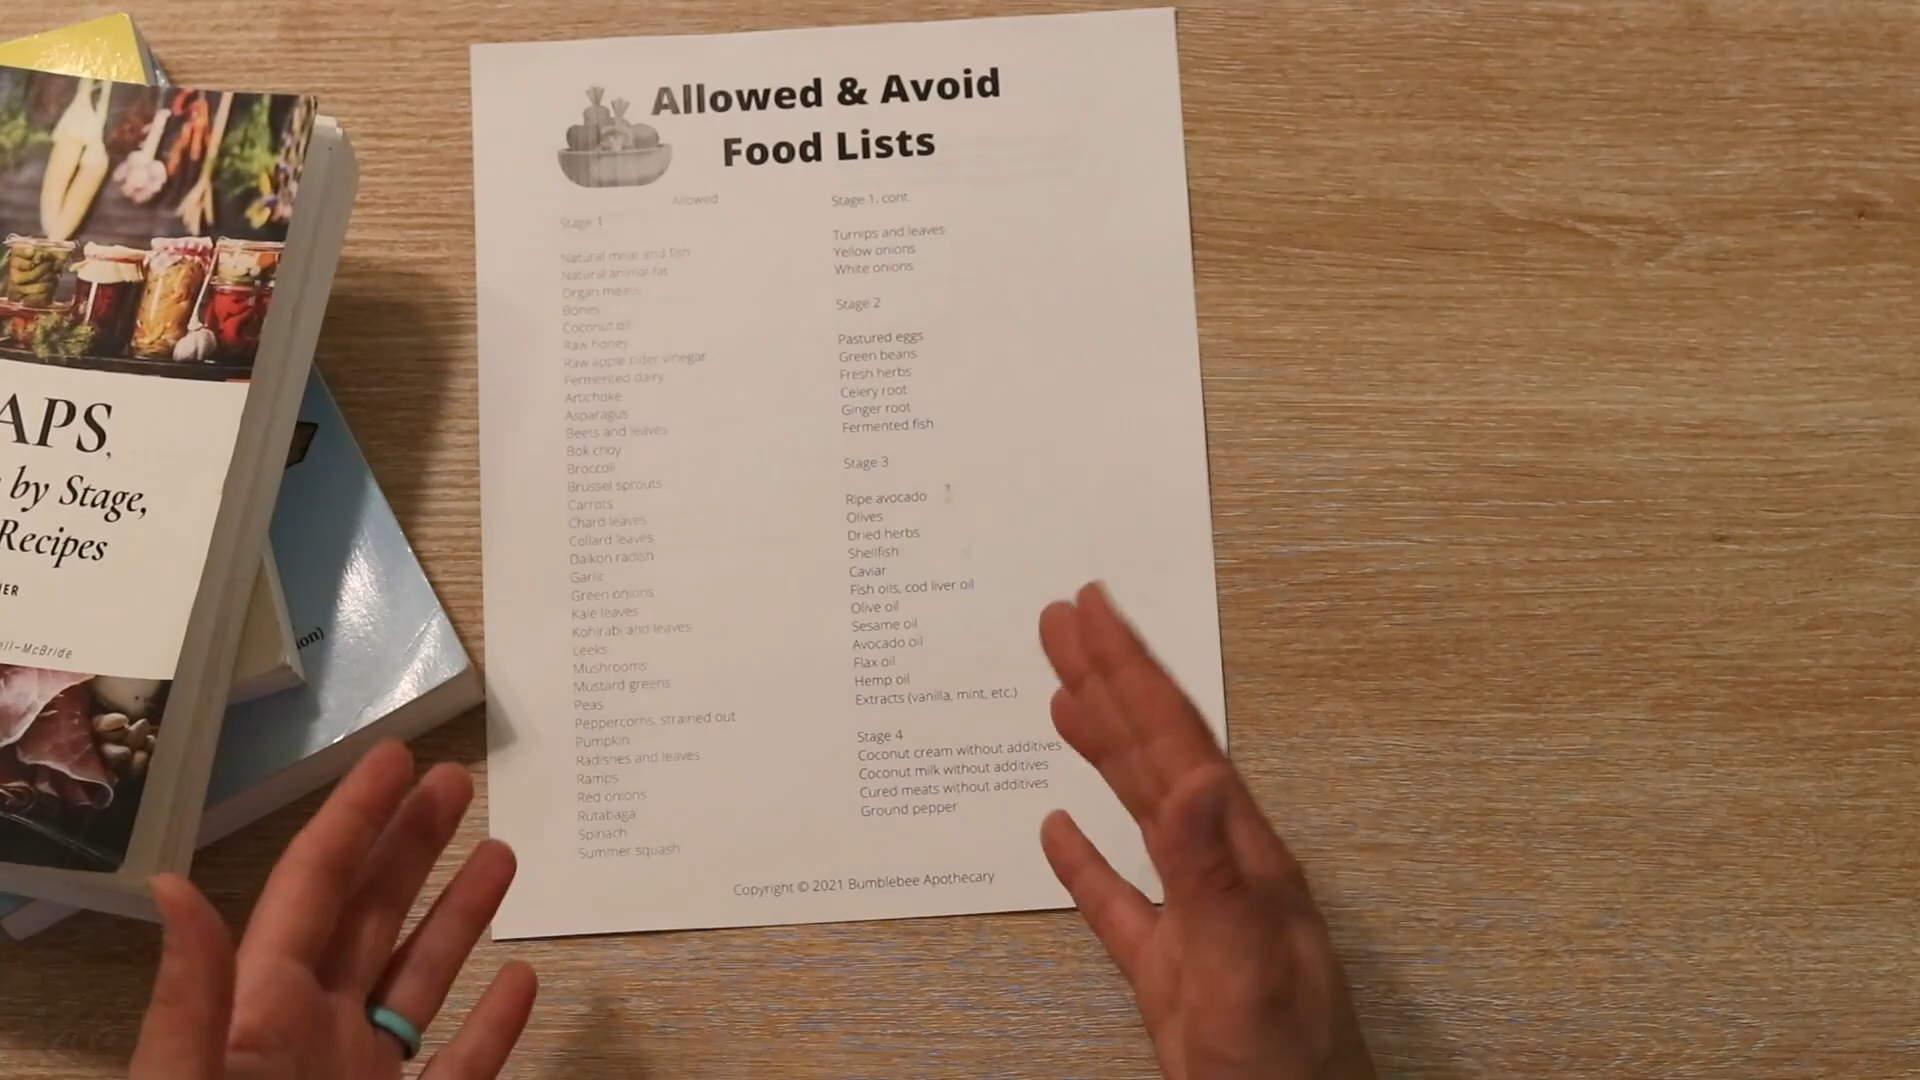 APS,
by Stage,
Recipes
ell-McBride
ion)
Allowed & Avoid
Food Lists
Allowed
Stage 1
Natural meat and fish
Natural animal fat
Organ meats
Bones
Coconut oil
Raw honey
Raw apple cider vinegar
Fermented dairy
Artichoke
Asparagus
Beets and leaves
Bok choy
Broccoli
Brussel sprouts
Carrots
Chard leaves
Collard leaves
Daikon radish
Garlic
Green onions
Kale leaves
Kohirabi and leaves
Leeks
Mushrooms
Mustard greens
Peas
Peppercorns, strained out
Pumpkin
Radishes and leaves
Ramps
Red onions
Rutabaga
Spinach
Summer squash
Stage 1, cont.
Turnips and leaves
Yellow onions
White onions
Stage 2
Pastured eggs
Green beans
Fresh herbs
Celery root
Ginger root
Fermented fish
Stage 3
Ripe avocado
Olives
Dried herbs
Shellfish
Caviar
Fish oils, cod liver oil
Olive oil
Sesame oil
Avocado oil
Flax oil
Hemp oil
Extracts (vanilla, mint, etc.)
Stage 4
Coconut cream without additives
Coconut milk without additives
Cured meats without additives
Ground pepper
Copyright © 2021 Bumblebee Apothecary